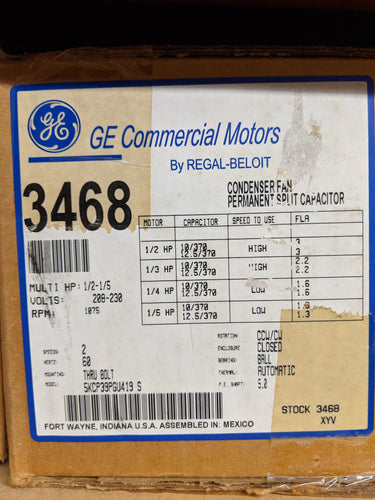 GE
GE Commercial Motors
By REGAL-BELOIT
3468
CONDENSER FAN
PERMANENT SPLIT CAPACITOR
MOTOR CAPACITOR SPEED TO USE FLA
1/2 HP 10/370 12.5/370 HIGH 3 3
1/3 HP 10/370 12.5/370 HIGH 2.2 2.2
1/4 HP 10/370 12.5/370 LOW 1.6 1.6
1/5 HP 10/370 12.5/370 LOW 1.3
MULTI HP: 1/2-1/5
VOLTS: 208-230
RPM: 1075
SPEEDS: 2
HERTZ: 60
MOUNTING: THRU BOLT
MODEL: 5KCP39PGU419 S
ROTATION: CCW/CW
ENCLOSURE: CLOSED
BEARING: BALL
THERMAL: AUTOMATIC
P.E. SHAFT: 5.0
STOCK 3468
XYV
FORT WAYNE, INDIANA U.S.A. ASSEMBLED IN: MEXICO